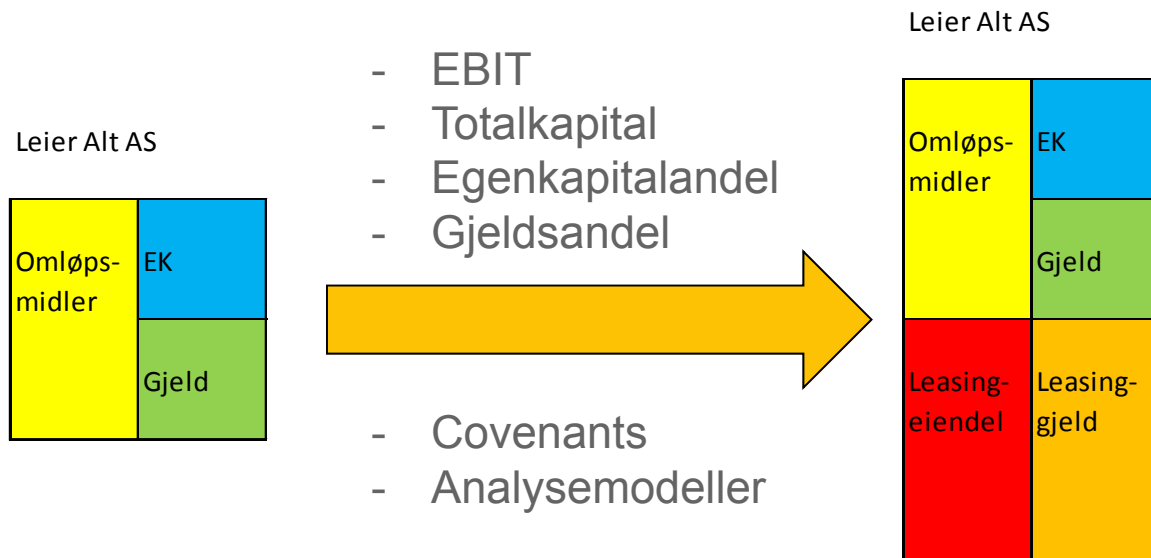 Leier Alt AS
Omløps-
midler
EK
Gjeld
- EBIT
- Totalkapital
- Egenkapitalandel
- Gjeldsandel
- Covenants
- Analysemodeller
Leier Alt AS
Omløps-
midler
EK
Gjeld
Leasing-
eiendel
Leasing-
gjeld